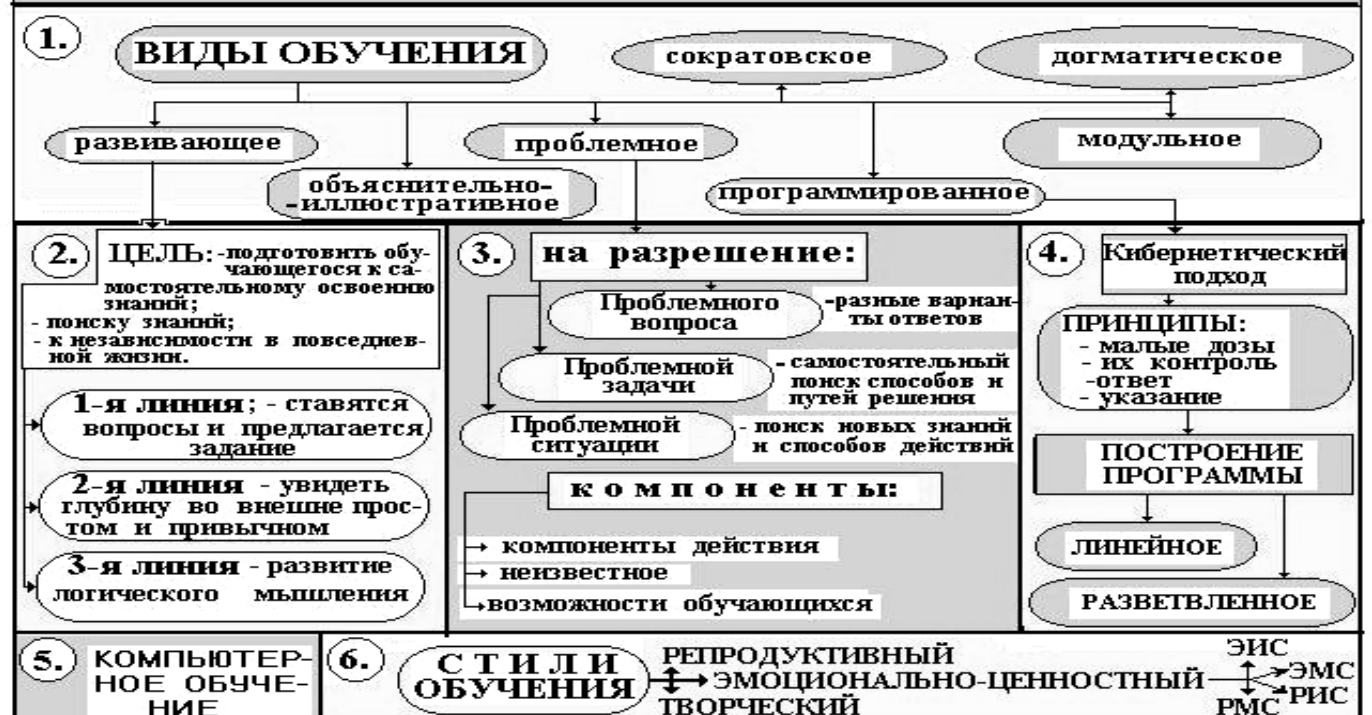 1.
ВИДЫ ОБУЧЕНИЯ
сократовское
догматическое
развивающее
проблемное
модульное
объяснительно-
-иллюстративное
программированное
2.
ЦЕЛЬ: -подготовить обу-
чающегося к са-
мостоятельному освоению
знаний;
- поиску знаний;
- к независимости в повседнев-
ной жизни.
1-я линия; - ставятся
вопросы и предлагается
задание
2-я линия - увидеть
глубину во внешне прос-
том и привычном
3-я линия - развитие
логического мышления
3.
на разрешение:
Проблемного
вопроса
-разные вариан-
ты ответов
Проблемной
задачи
- самостоятельный
поиск способов и
путей решения
Проблемной
ситуации
- поиск новых знаний
и способов действий
компоненты:
компоненты действия
неизвестное
возможности обучающихся
4.
Кибернетический
подход
ПРИНЦИПЫ:
- малые дозы
- их контроль
-ответ
- указание
ПОСТРОЕНИЕ
ПРОГРАММЫ
ЛИНЕЙНОЕ
РАЗВЕТВЛЕННОЕ
5.
КОМПЬЮТЕР-
НОЕ ОБУЧЕ-
НИЕ
6.
СТИЛИ
ОБУЧЕНИЯ
РЕПРОДУКТИВНЫЙ
ЭМОЦИОНАЛЬНО-ЦЕННОСТНЫЙ
ТВОРЧЕСКИЙ
ЭИС
ЭМС
РИС
РМС